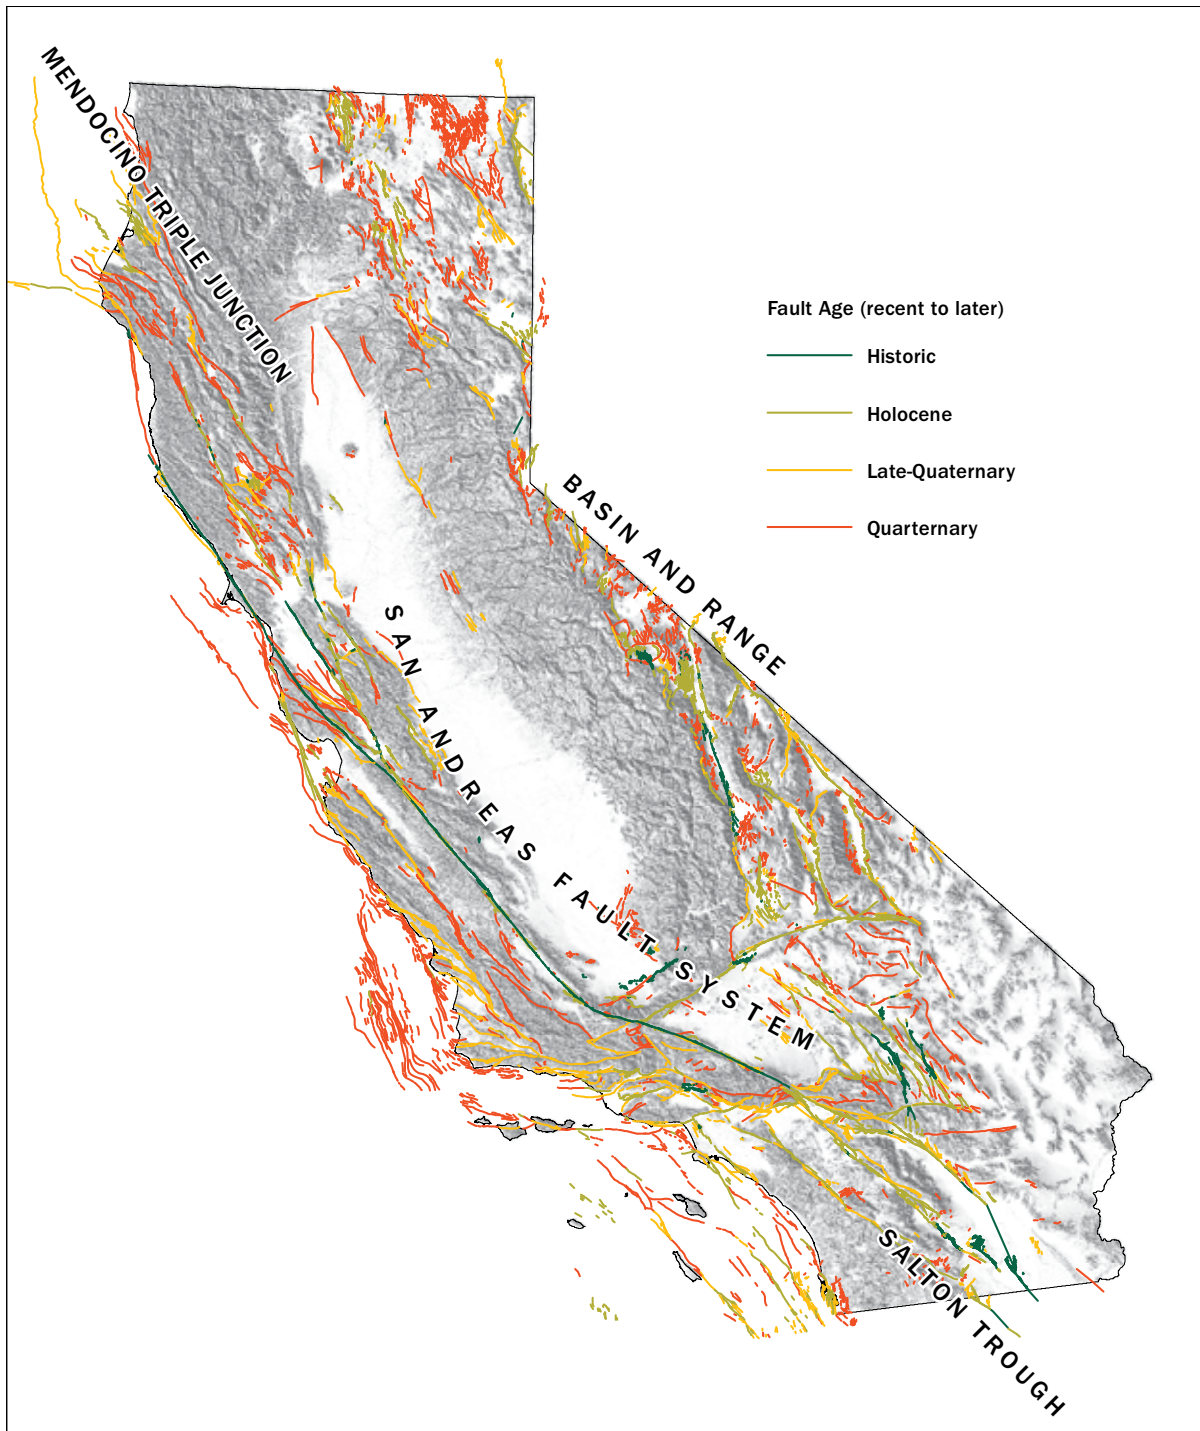 MENDOCINO TRIPLE JUNCTION
Fault Age (recent to later)
Historic
Holocene
Late-Quaternary
Quarternary
BASIN AND RANGE
SAN ANDREAS FAULT SYSTEM
SALTON TROUGH